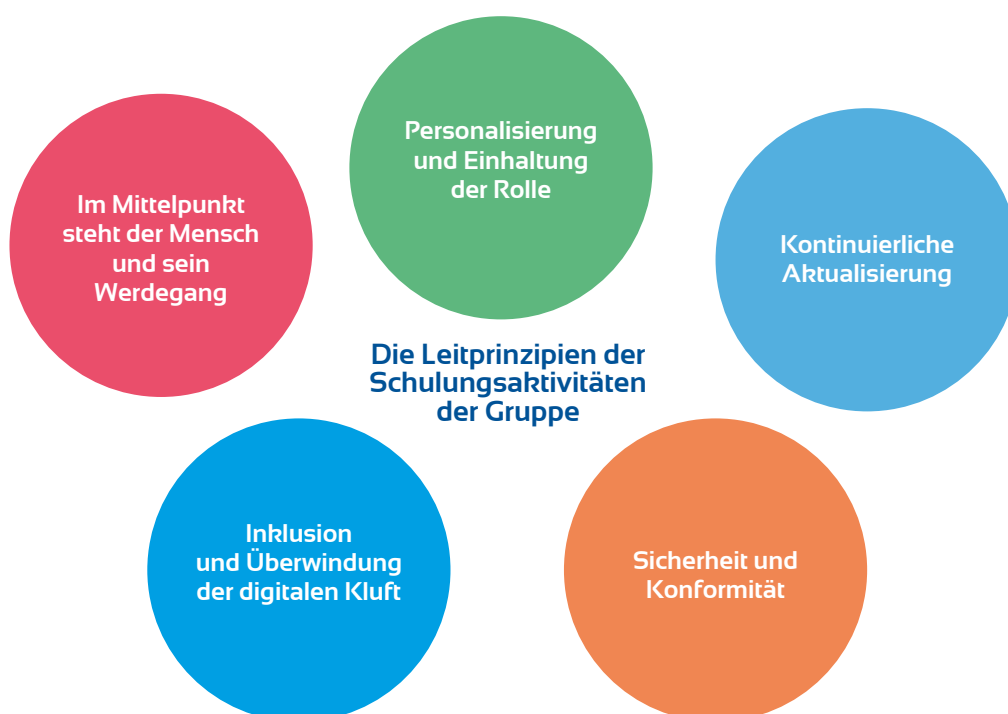 Personalisierung
und Einhaltung
der Rolle
Im Mittelpunkt
steht der Mensch
und sein
Werdegang
Kontinuierliche
Aktualisierung
Die Leitprinzipien der
Schulungsaktivitäten
der Gruppe
Inklusion
und Überwindung
der digitalen Kluft
Sicherheit und
Konformität